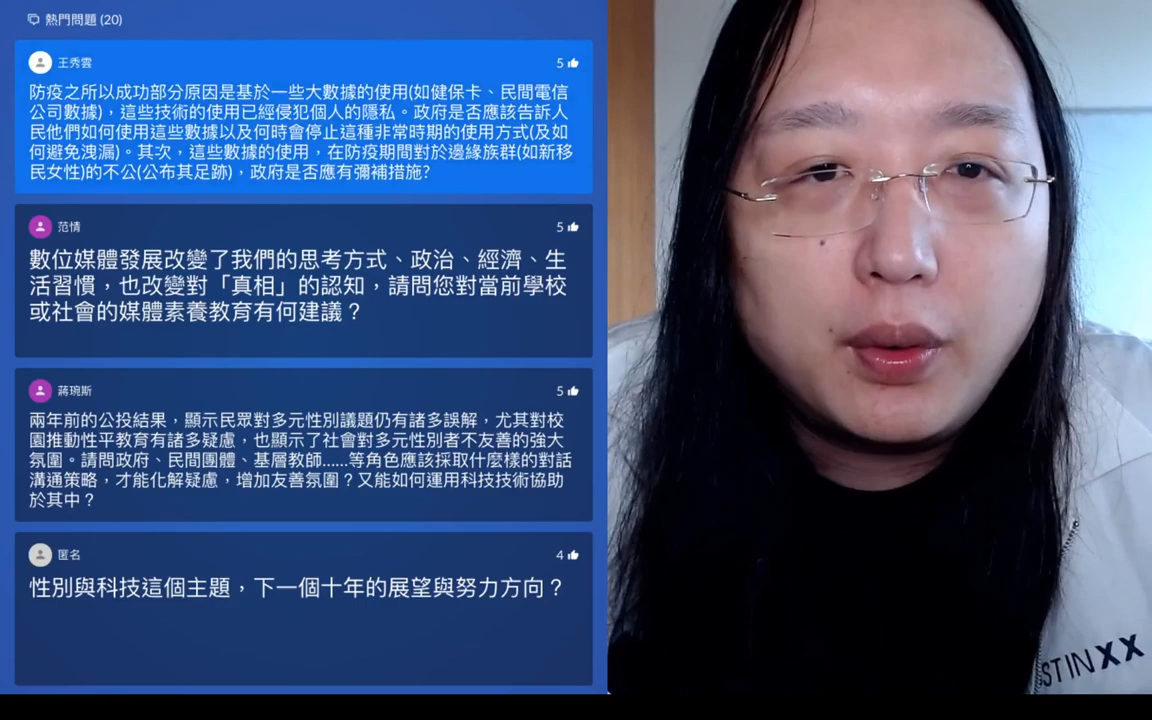 熱門問題 (20)
王秀雲
5
防疫之所以成功部分原因是基於一些大數據的使用(如健保卡、民間電信
公司數據)，這些技術的使用已經侵犯個人的隱私。政府是否應該告訴人
民他們如何使用這些數據以及何時會停止這種非常時期的使用方式(及如
何避免洩漏)。其次，這些數據的使用，在防疫期間對於邊緣族群(如新移
民女性)的不公(公布其足跡)，政府是否應有彌補措施?
范情
5
數位媒體發展改變了我們的思考方式、政治、經濟、生
活習慣，也改變對「真相」的認知，請問您對當前學校
或社會的媒體素養教育有何建議？
蔣琬斯
5
兩年前的公投結果，顯示民眾對多元性別議題仍有諸多誤解，尤其對校
園推動性平教育有諸多疑慮，也顯示了社會對多元性別者不友善的強大
氛圍。請問政府、民間團體、基層教師......等角色應該採取什麼樣的對話
溝通策略，才能化解疑慮，增加友善氛圍？又能如何運用科技技術協助
於其中？
匿名
4
性別與科技這個主題，下一個十年的展望與努力方向？
STINXX